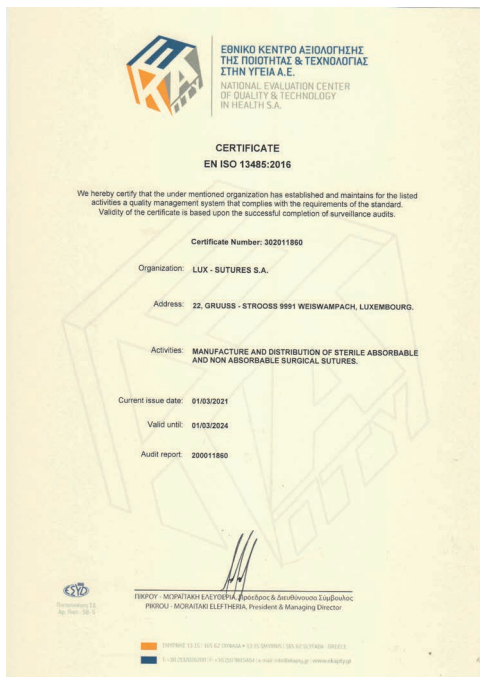 ΕΚΑ
ΠΤΥ
ΕΘΝΙΚΟ ΚΕΝΤΡΟ ΑΞΙΟΛΟΓΗΣΗΣ
ΤΗΣ ΠΟΙΟΤΗΤΑΣ & ΤΕΧΝΟΛΟΓΙΑΣ
ΣΤΗΝ ΥΓΕΙΑ Α.Ε.
NATIONAL EVALUATION CENTER
OF QUALITY & TECHNOLOGY
IN HEALTH S.A.
CERTIFICATE
EN ISO 13485:2016
We hereby certify that the under mentioned organization has established and maintains for the listed
activities a quality management system that complies with the requirements of the standard.
Validity of the certificate is based upon the successful completion of surveillance audits.
Certificate Number: 302011860
Organization: LUX - SUTURES S.A.
Address: 22, GRUUSS - STROOSS 9991 WEISWAMPACH, LUXEMBOURG.
Activities: MANUFACTURE AND DISTRIBUTION OF STERILE ABSORBABLE
AND NON ABSORBABLE SURGICAL SUTURES.
Current issue date: 01/03/2021
Valid until: 01/03/2024
Audit report: 200011860
ΕΣΥΔ
ΠΙΚΡΟΥ - ΜΩΡΑΪΤΑΚΗ ΕΛΕΥΘΕΡΙΑ, Πρόεδρος & Διευθύνουσα Σύμβουλος
PIKROU - MORAITAKI ELEFTHERIA, President & Managing Director